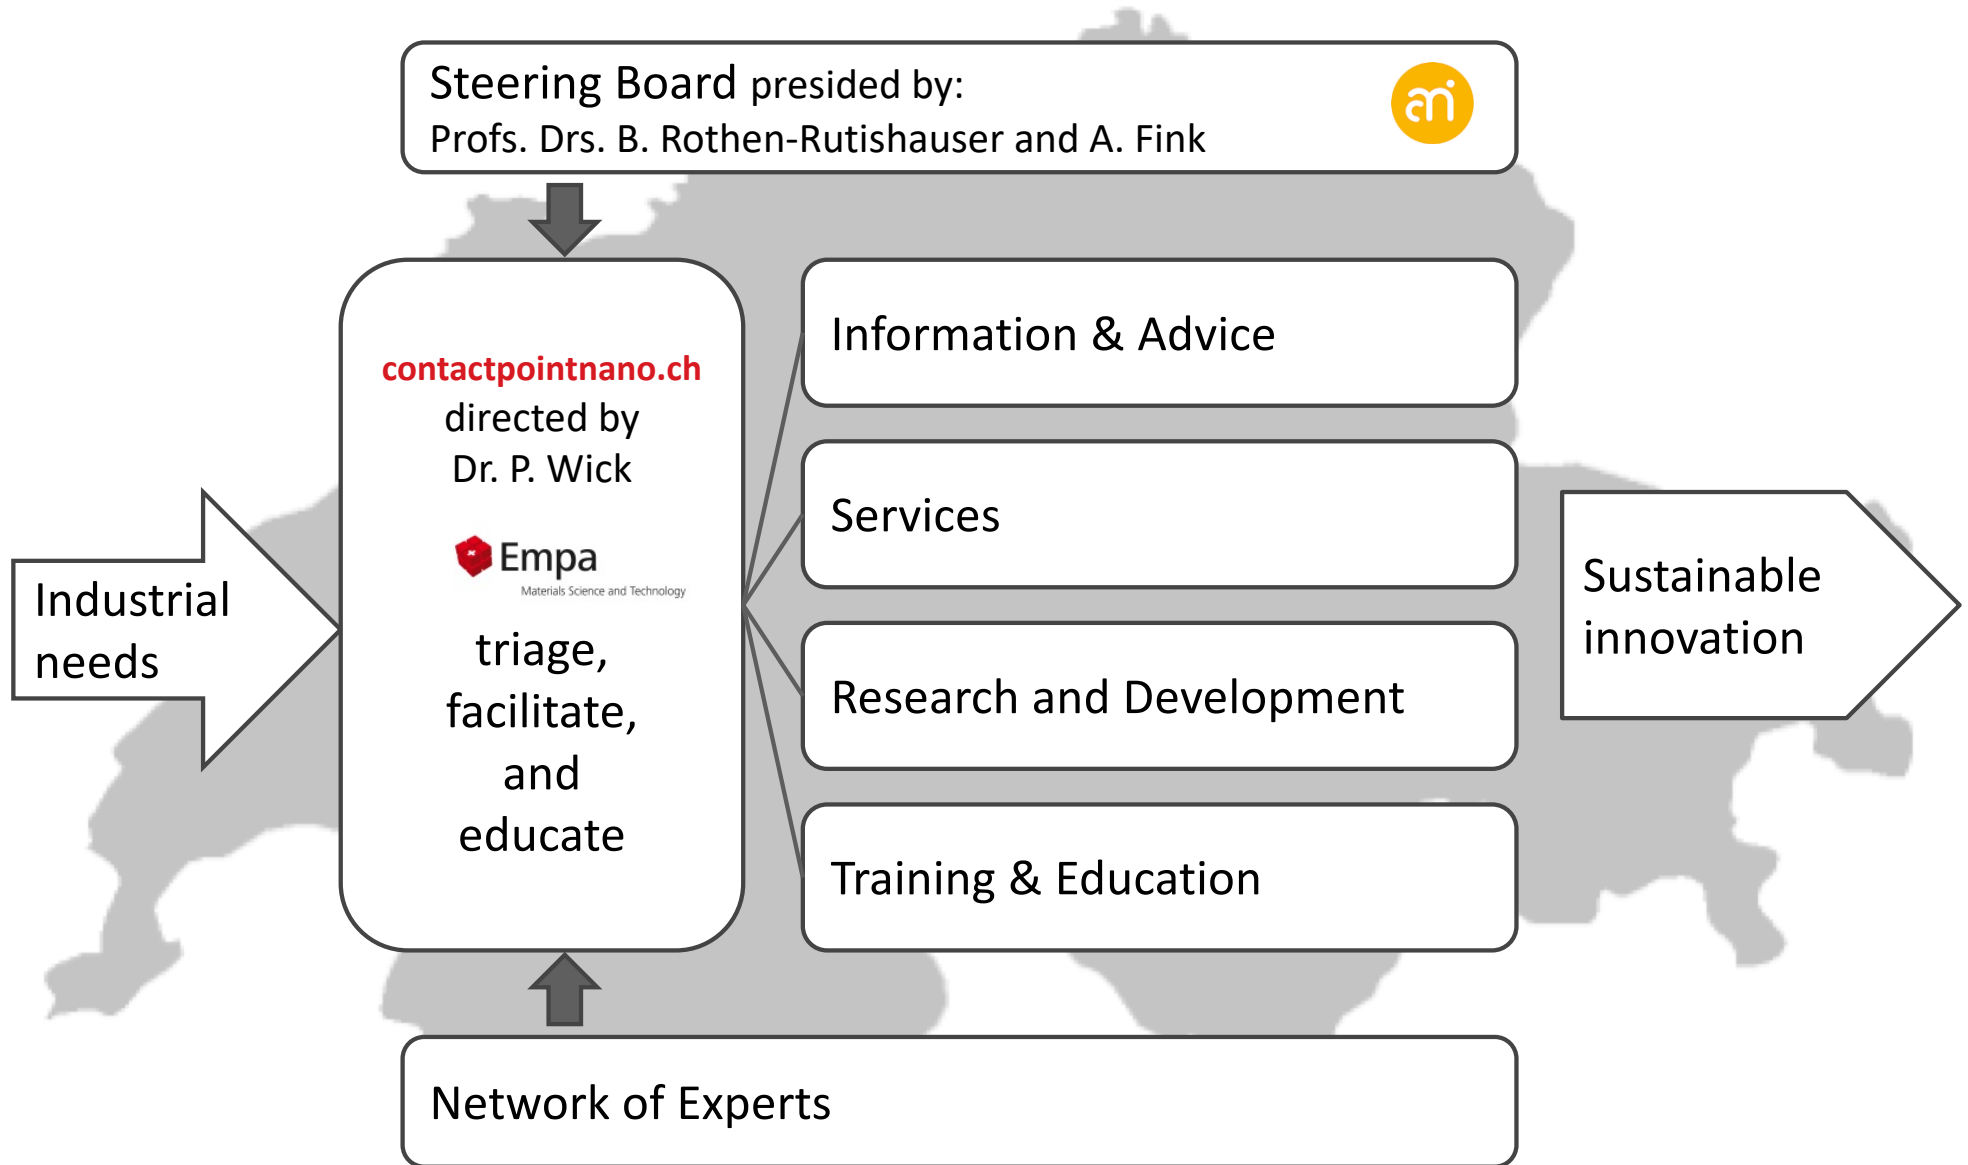 Steering Board presided by:
Profs. Drs. B. Rothen-Rutishauser and A. Fink
ami
contactpointnano.ch
directed by
Dr. P. Wick
Empa
Materials Science and Technology
triage,
facilitate,
and
educate
Industrial
needs
Information & Advice
Services
Research and Development
Training & Education
Sustainable
innovation
Network of Experts